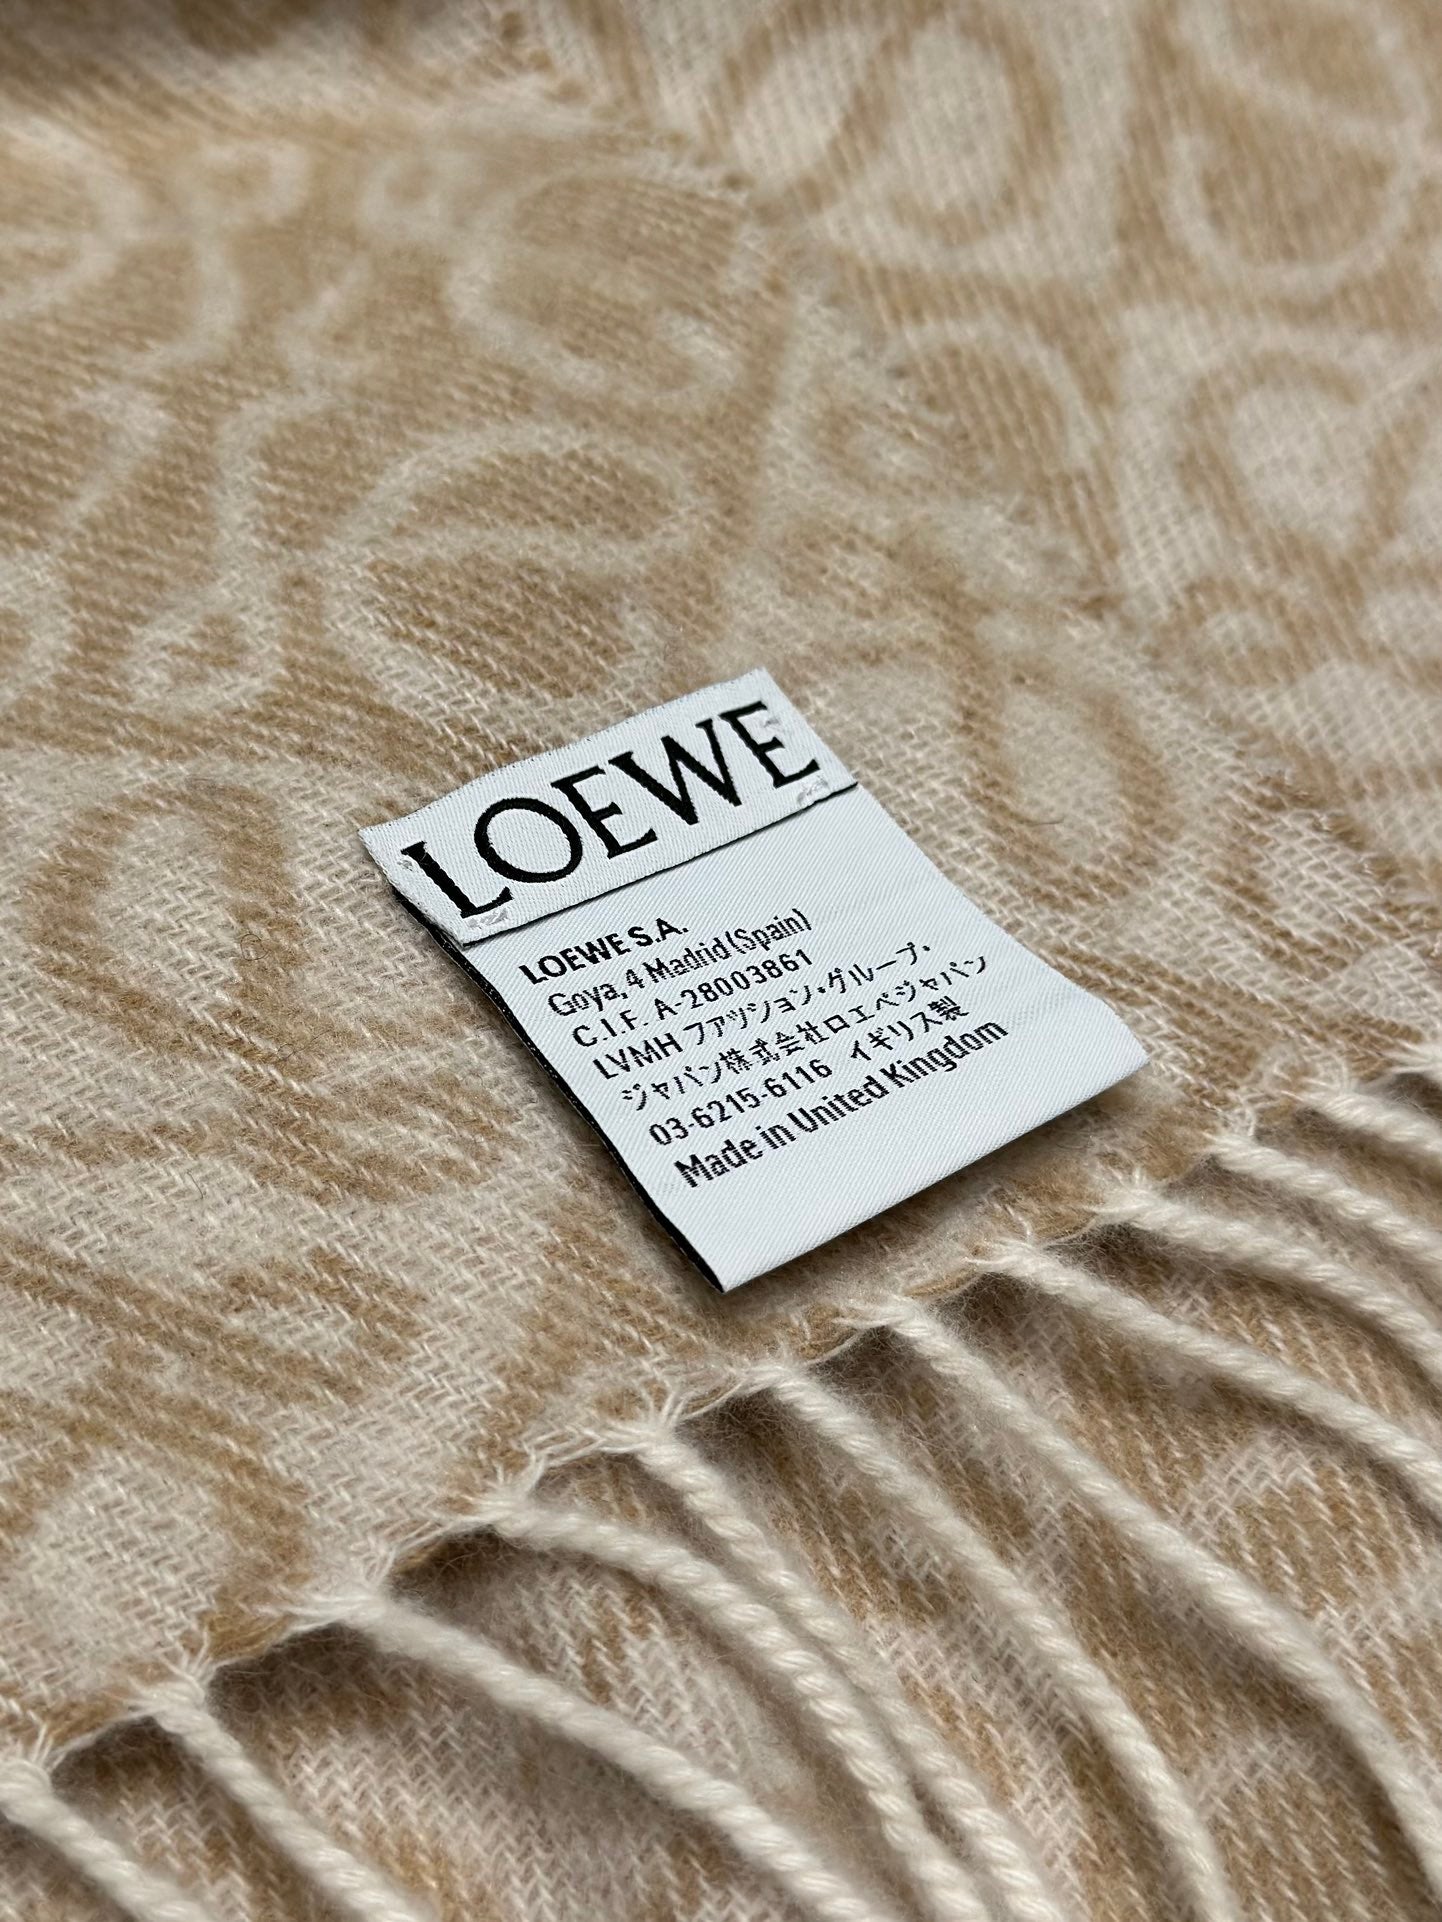 LOEWE
LOEWE S.A.
Goya, 4 Madrid (Spain)
C.I.F. A-28003861
LVMH ファッション・グループ・
ジャパン株式会社ロエベジャパン
03-6215-6116 イギリス製
Made in United Kingdom